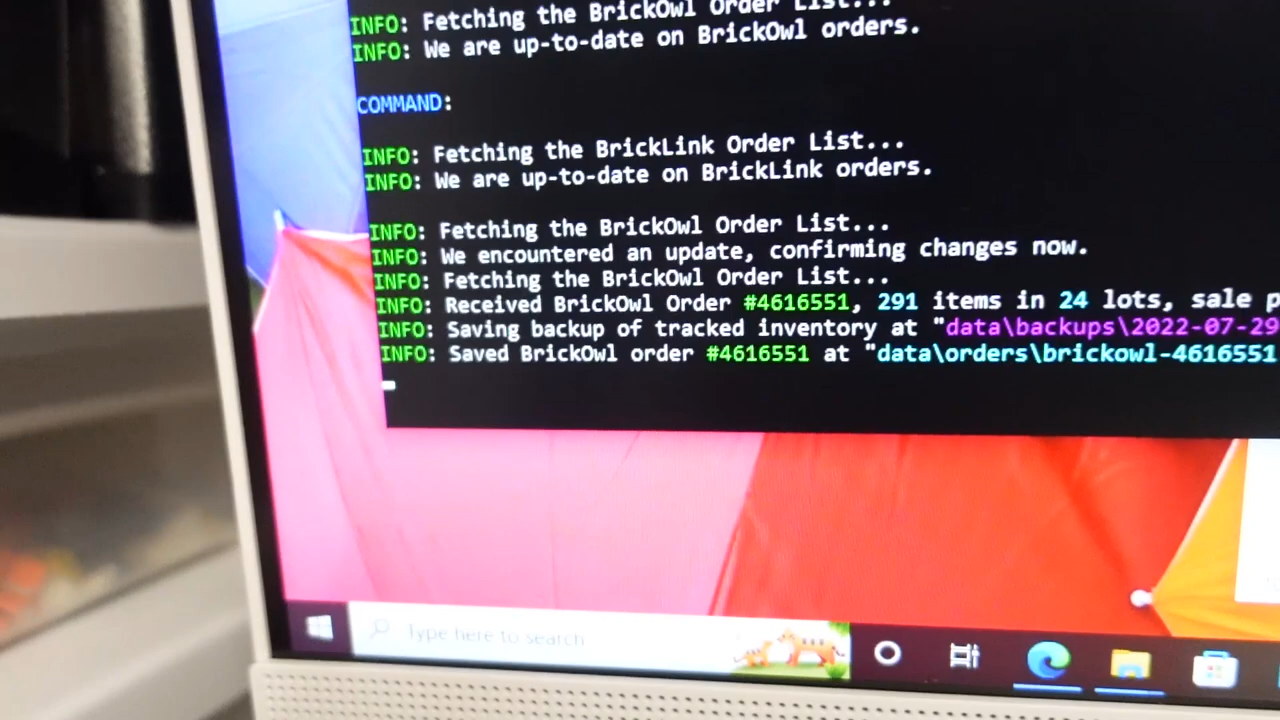 INFO: Fetching the BrickOwl Order List...
INFO: We are up-to-date on BrickOwl orders.
COMMAND:
INFO: Fetching the BrickLink Order List...
INFO: We are up-to-date on BrickLink orders.
INFO: Fetching the BrickOwl Order List...
INFO: We encountered an update, confirming changes now.
INFO: Fetching the BrickOwl Order List...
INFO: Received BrickOwl Order #4616551, 291 items in 24 lots, sale p
INFO: Saving backup of tracked inventory at "data\backups\2022-07-29
INFO: Saved BrickOwl order #4616551 at "data\orders\brickowl-4616551
Type here to search